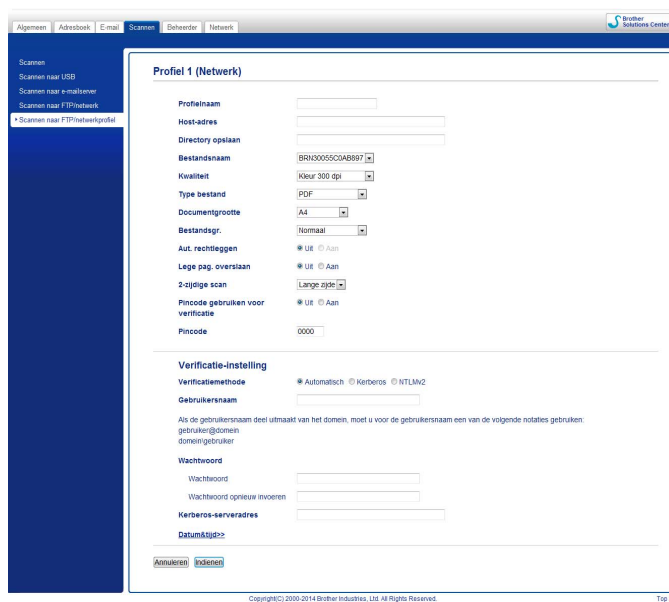 Brother
Solutions Center
Algemeen Adresboek E-mail Scannen Beheerder Netwerk
Scannen
Scannen naar USB
Scannen naar e-mailserver
Scannen naar FTP/netwerk
Scannen naar FTP/netwerkprofiel
Profiel 1 (Netwerk)
Profielnaam
Host-adres
Directory opslaan
Bestandsnaam BRN30055C0AB897
Kwaliteit Kleur 300 dpi
Type bestand PDF
Documentgrootte A4
Bestandsgr. Normaal
Aut. rechtleggen Uit Aan
Lege pag. overslaan Uit Aan
2-zijdige scan Lange zijde
Pincode gebruiken voor Uit Aan
verificatie
Pincode 0000
Verificatie-instelling
Verificatiemethode Automatisch Kerberos NTLMv2
Gebruikersnaam
Als de gebruikersnaam deel uitmaakt van het domein, moet u voor de gebruikersnaam een van de volgende notaties gebruiken:
gebruiker@domein
domein\gebruiker
Wachtwoord
Wachtwoord
Wachtwoord opnieuw invoeren
Kerberos-serveradres
Datum&tijd>>
Annuleren Indienen
Copyright(C) 2000-2014 Brother Industries, Ltd. All Rights Reserved. Top